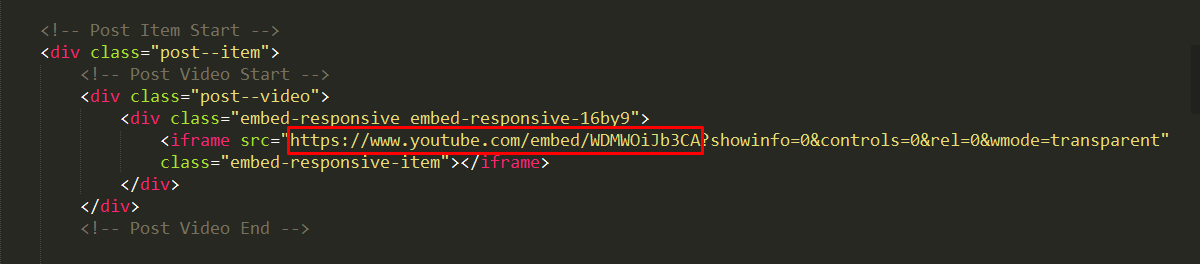 <!-- Post Item Start -->
<div class="post--item">
<!-- Post Video Start -->
<div class="post--video">
<div class="embed-responsive embed-responsive-16by9">
<iframe src="https://www.youtube.com/embed/WDMWOiJb3CA?showinfo=0&controls=0&rel=0&wmode=transparent"
class="embed-responsive-item"></iframe>
</div>
</div>
<!-- Post Video End -->